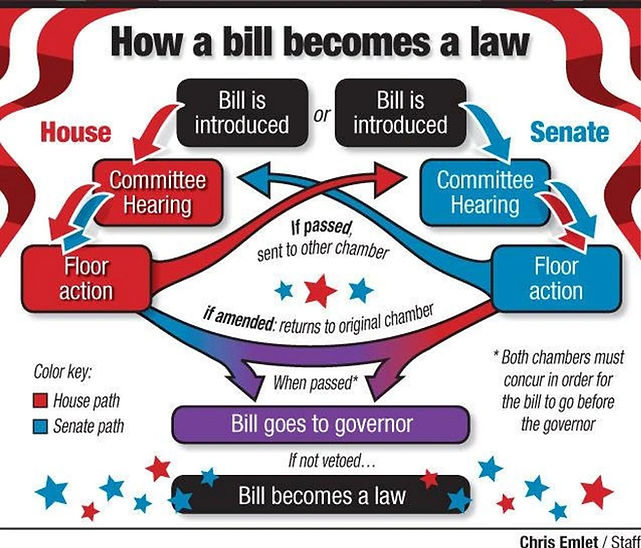 How a bill becomes a law
House
Bill is
introduced
or
Bill is
introduced
Senate
Committee
Hearing
Committee
Hearing
Floor
action
If passed,
sent to other chamber
Floor
action
if amended: returns to original chamber
Color key:
House path
Senate path
When passed*
* Both chambers must
concur in order for
the bill to go before
the governor
Bill goes to governor
If not vetoed...
Bill becomes a law
Chris Emlet / Staff